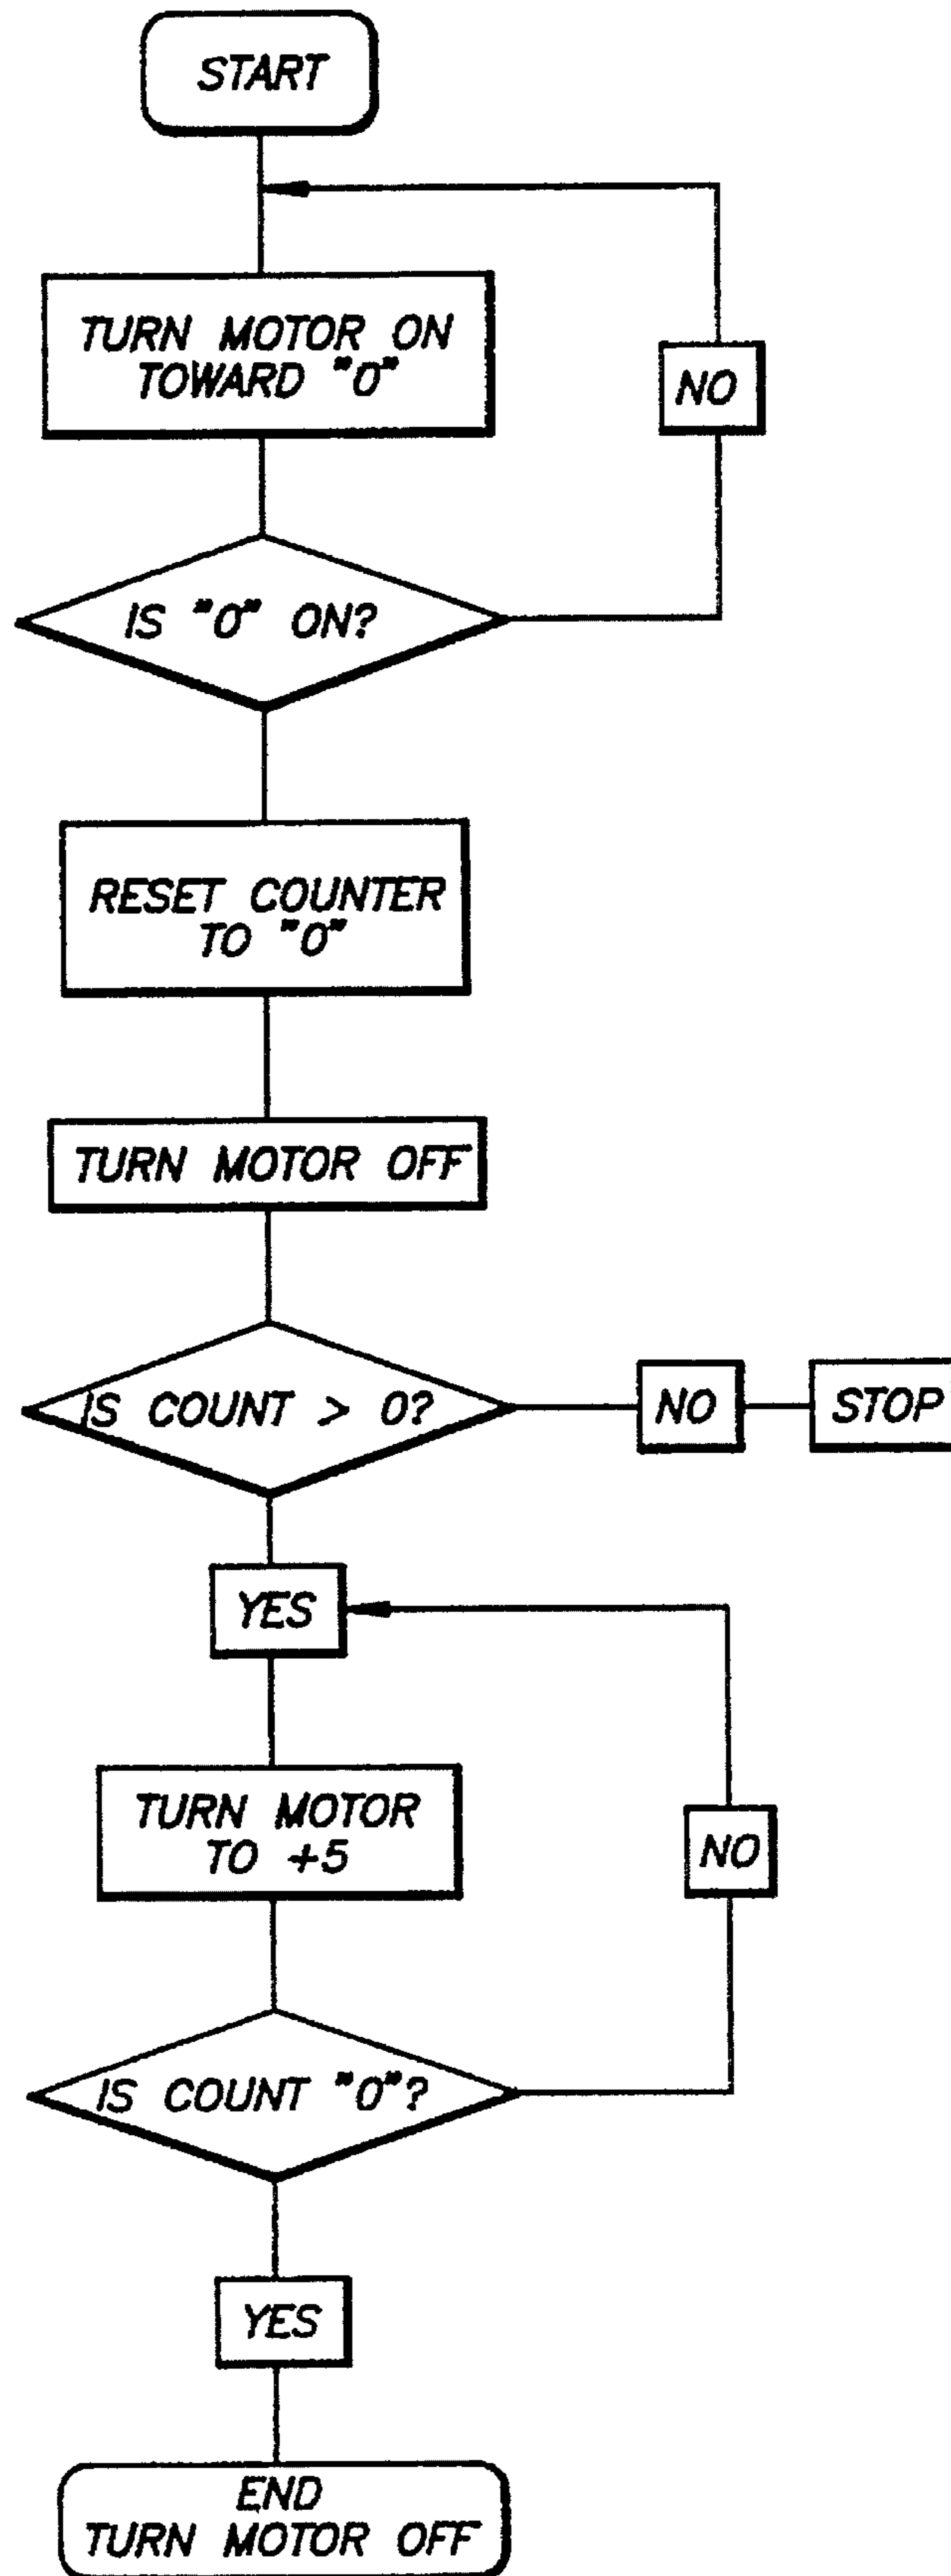 START
TURN MOTOR ON
TOWARD "0"
NO
IS "0" ON?
RESET COUNTER
TO "0"
TURN MOTOR OFF
IS COUNT > 0?
NO
STOP
YES
TURN MOTOR
TO +5
NO
IS COUNT "0"?
YES
END
TURN MOTOR OFF